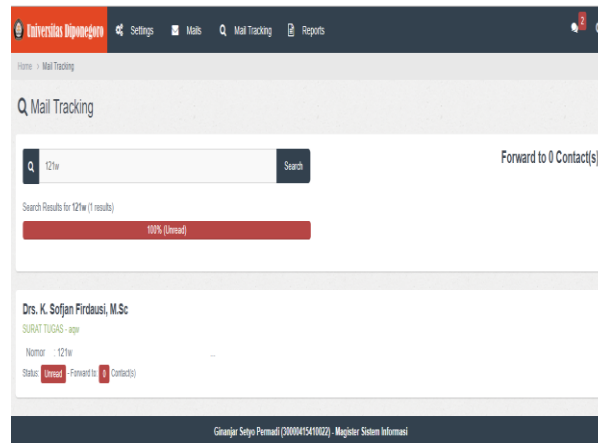 Universitas Diponegoro Settings Mails Mail Tracking Reports 2
Home > Mail Tracking
Mail Tracking
121w Search
Forward to 0 Contact(s)
Search Results for 121w (1 results)
100% (Unread)
Drs. K. Sofjan Firdausi, M.Sc
SURAT TUGAS - aqw
Nomor : 121w ...
Status: Unread - Forward to: 0 Contact(s)
Ginanjar Setyo Permadi (30000415410022) - Magister Sistem Informasi